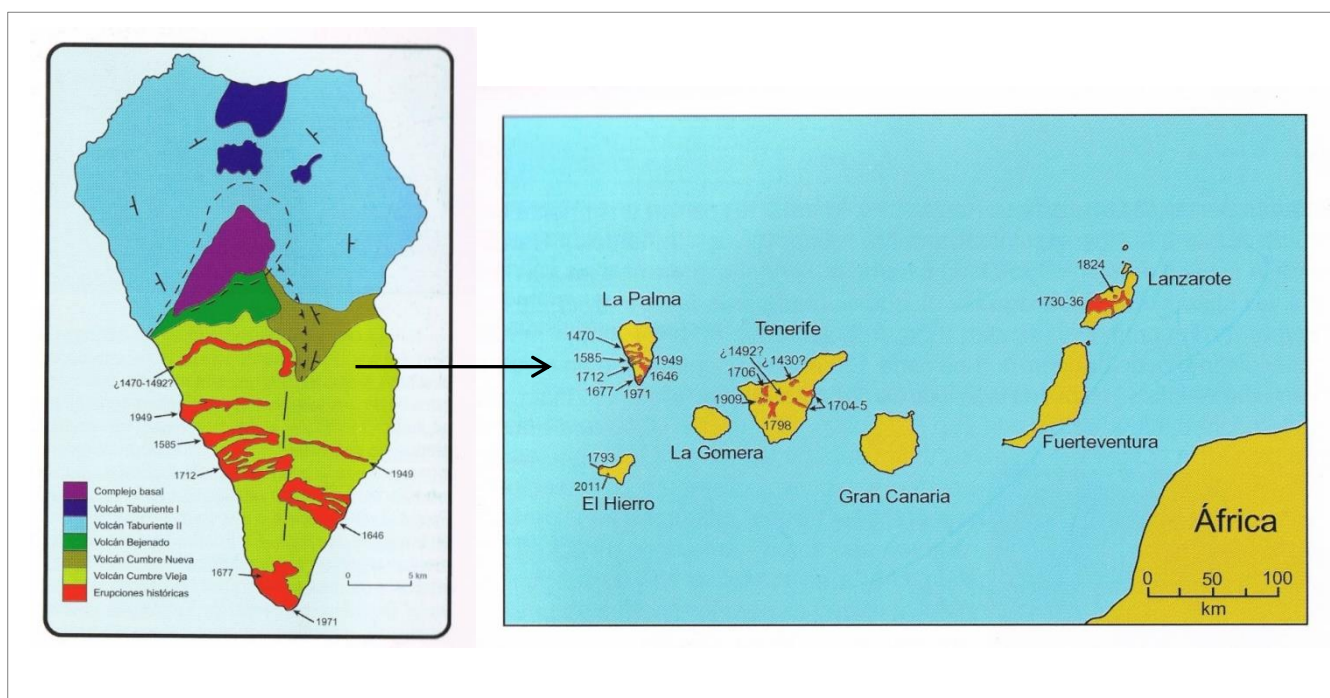 ¿1470-1492?
1949
1585
1712
1949
1646
1677
1971
Complejo basal
Volcán Taburiente I
Volcán Taburiente II
Volcán Bejenado
Volcán Cumbre Nueva
Volcán Cumbre Vieja
Erupciones históricas
0 5 km
La Palma
1470
1585
1712
1677
1971
1949
1646
Tenerife
¿1492?
¿1430?
1706
1909
1704-5
1798
La Gomera
1793
2011
El Hierro
Gran Canaria
1824
1730-36
Lanzarote
Fuerteventura
África
0 50 100
km